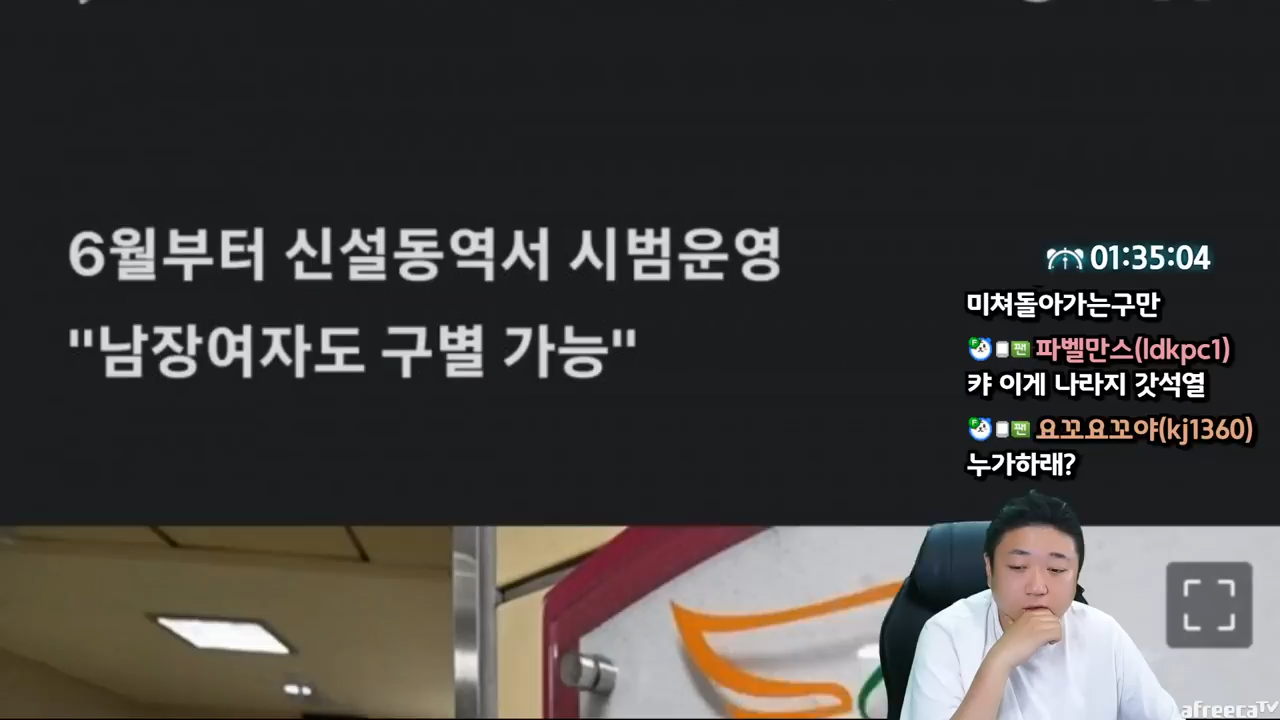 6월부터 신설동역서 시범운영
"남장여자도 구별 가능"
01:35:04
미쳐돌아가는구만
팬 파벨만스(ldkpc1)
캬 이게 나라지 갓석열
팬 요꼬요꼬야(kj1360)
누가하래?
afreecaTV